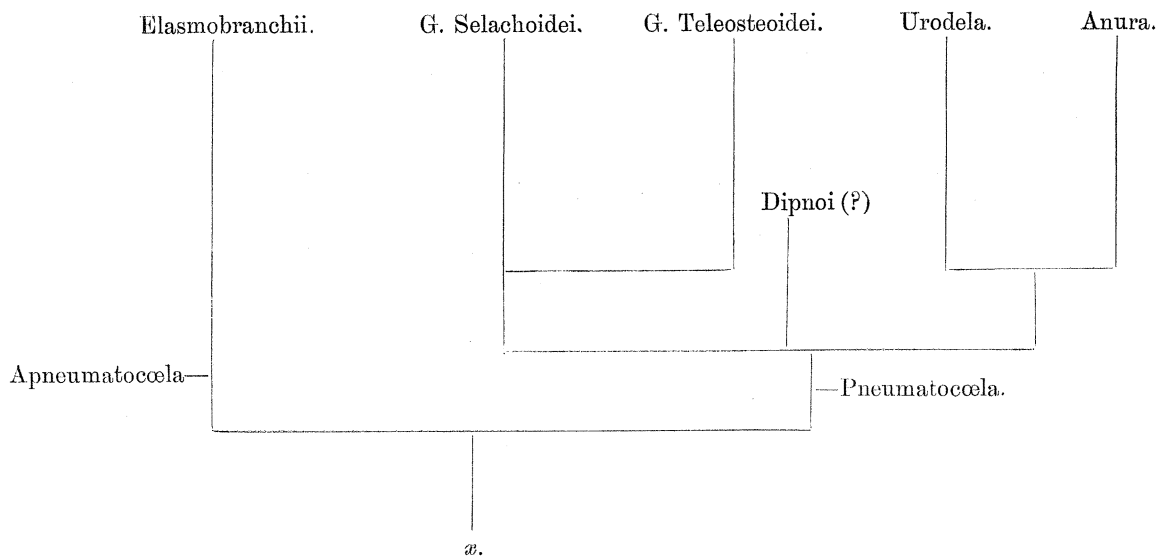 Elasmobranchii. G. Selachoidei. G. Teleosteoidei. Urodela. Anura.
Dipnoi (?)
Apneumatocœla—
—Pneumatocœla.
x.